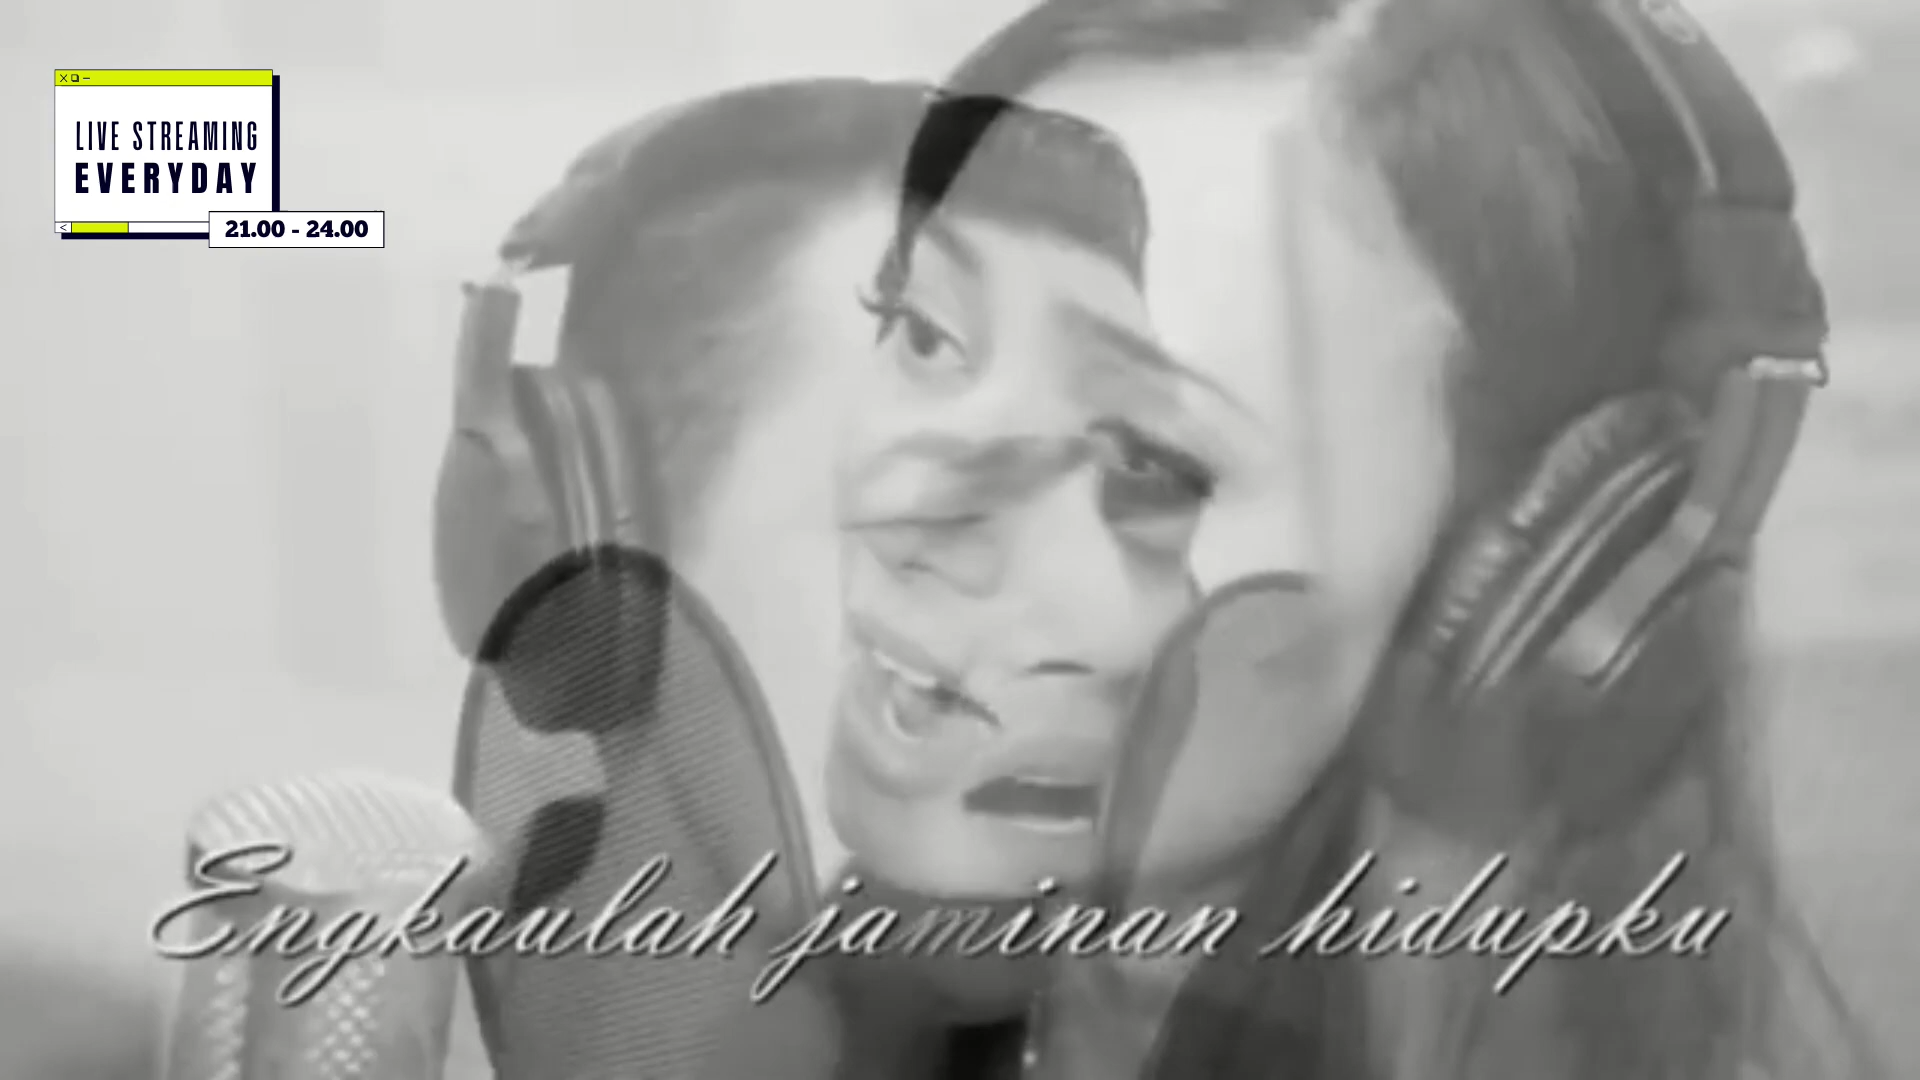 LIVE STREAMING
EVERYDAY
21.00 - 24.00
Engkaulah jaminan hidupku